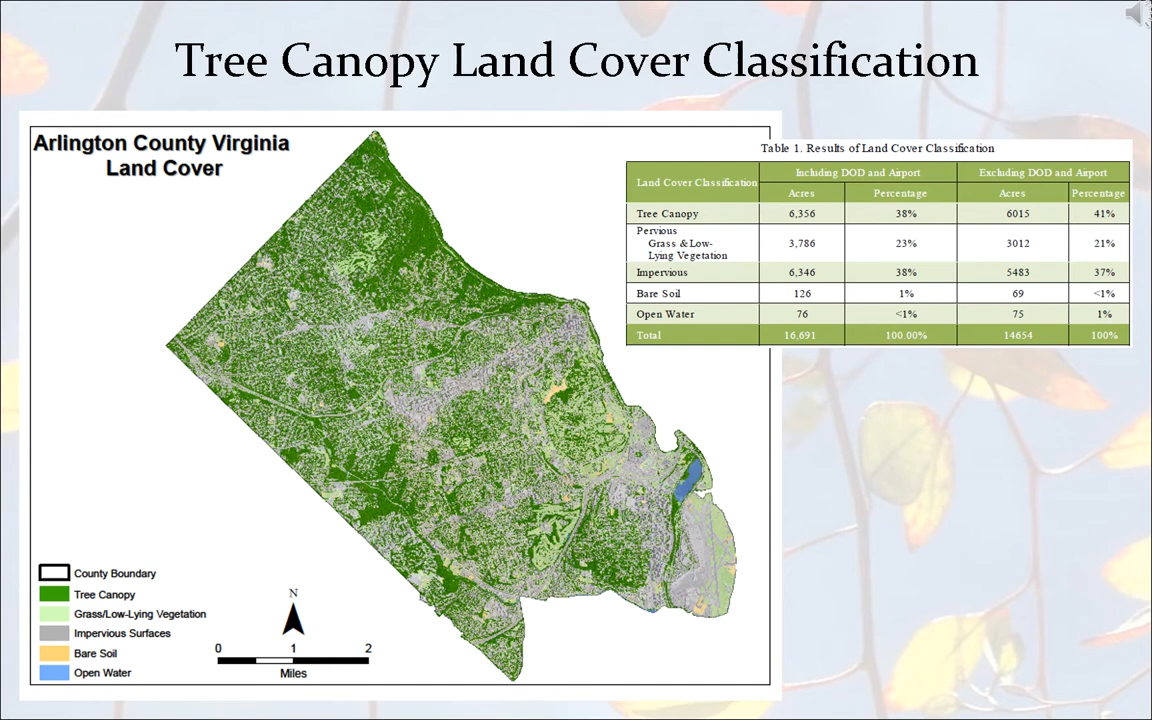 Tree Canopy Land Cover Classification
Arlington County Virginia
Land Cover
Table 1. Results of Land Cover Classification
Land Cover Classification Including DOD and Airport Excluding DOD and Airport
Acres Percentage Acres Percentage
Tree Canopy 6,356 38% 6015 41%
Pervious
Grass & Low-
Lying Vegetation 3,786 23% 3012 21%
Impervious 6,346 38% 5483 37%
Bare Soil 126 1% 69 <1%
Open Water 76 <1% 75 1%
Total 16,691 100.00% 14654 100%
County Boundary
Tree Canopy
Grass/Low-Lying Vegetation
Impervious Surfaces
Bare Soil
Open Water
N
0 1 2
Miles